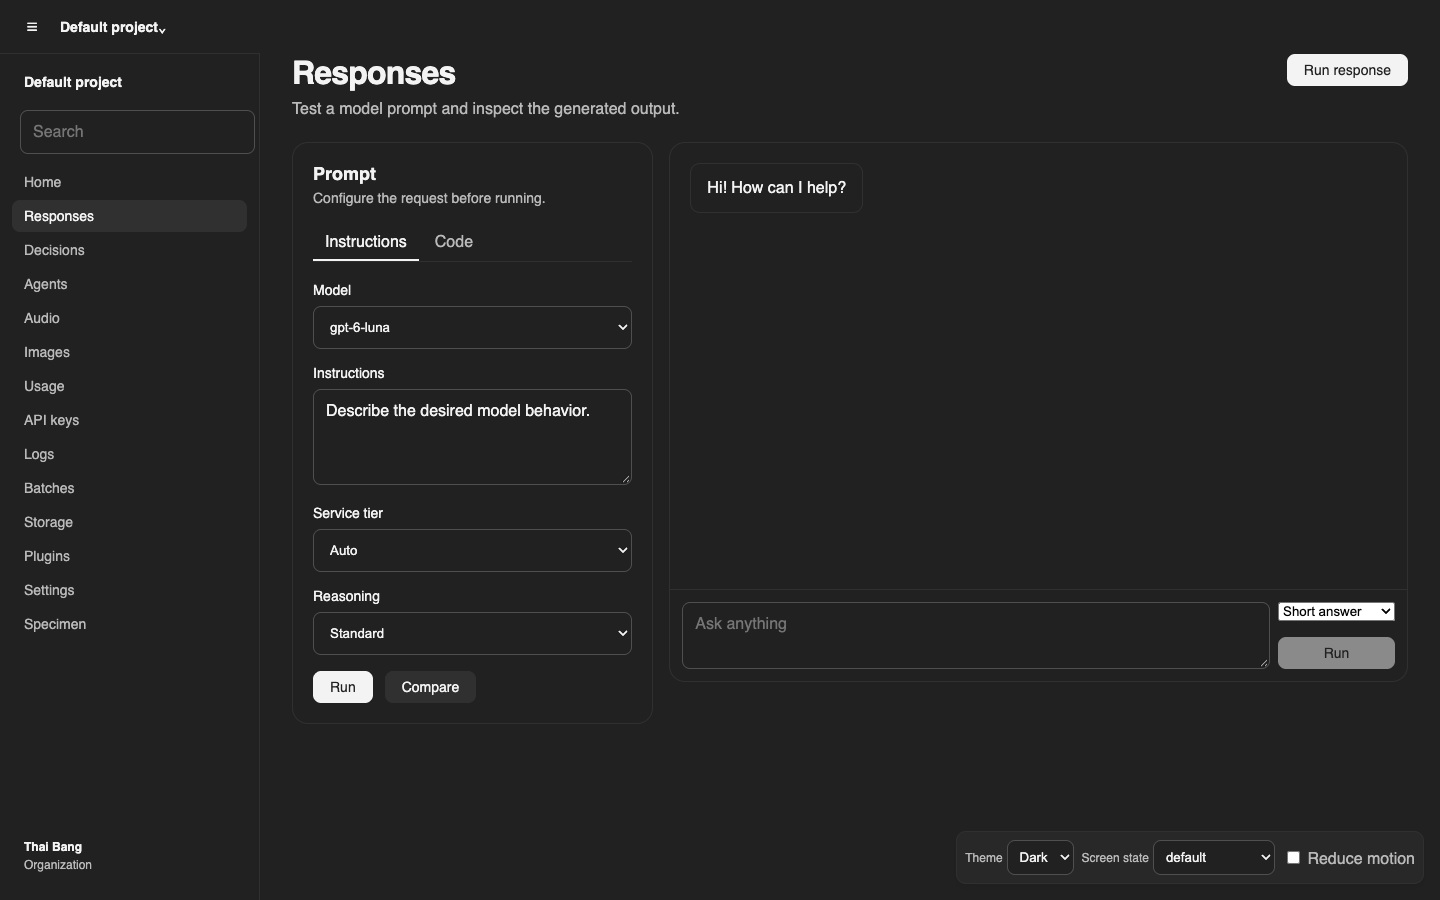 Default project
Default project
Search
Home
Responses
Decisions
Agents
Audio
Images
Usage
API keys
Logs
Batches
Storage
Plugins
Settings
Specimen
Thai Bang
Organization
Responses
Test a model prompt and inspect the generated output.
Run response
Prompt
Configure the request before running.
Instructions Code
Model
gpt-6-luna
Instructions
Describe the desired model behavior.
Service tier
Auto
Reasoning
Standard
Run Compare
Hi! How can I help?
Ask anything
Short answer
Run
Theme Dark Screen state default Reduce motion